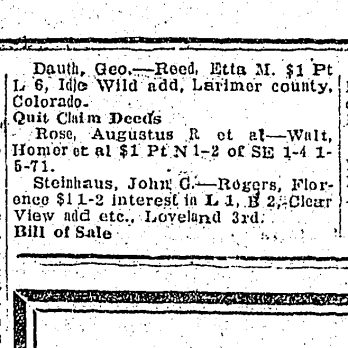 Dauth, Geo.—Reed, Etta M. $1 Pt
L 6, Idle Wild add, Larimer county,
Colorado.
Quit Claim Deeds
Rose, Augustus R et al—Walt,
Homer et al $1 Pt N 1-2 of SE 1-4 1-
5-71.
Steinhaus, John C.—Rogers, Flor-
ence $1 1-2 interest in L 1, B 2, Clear
View add etc., Loveland 3rd.
Bill of Sale